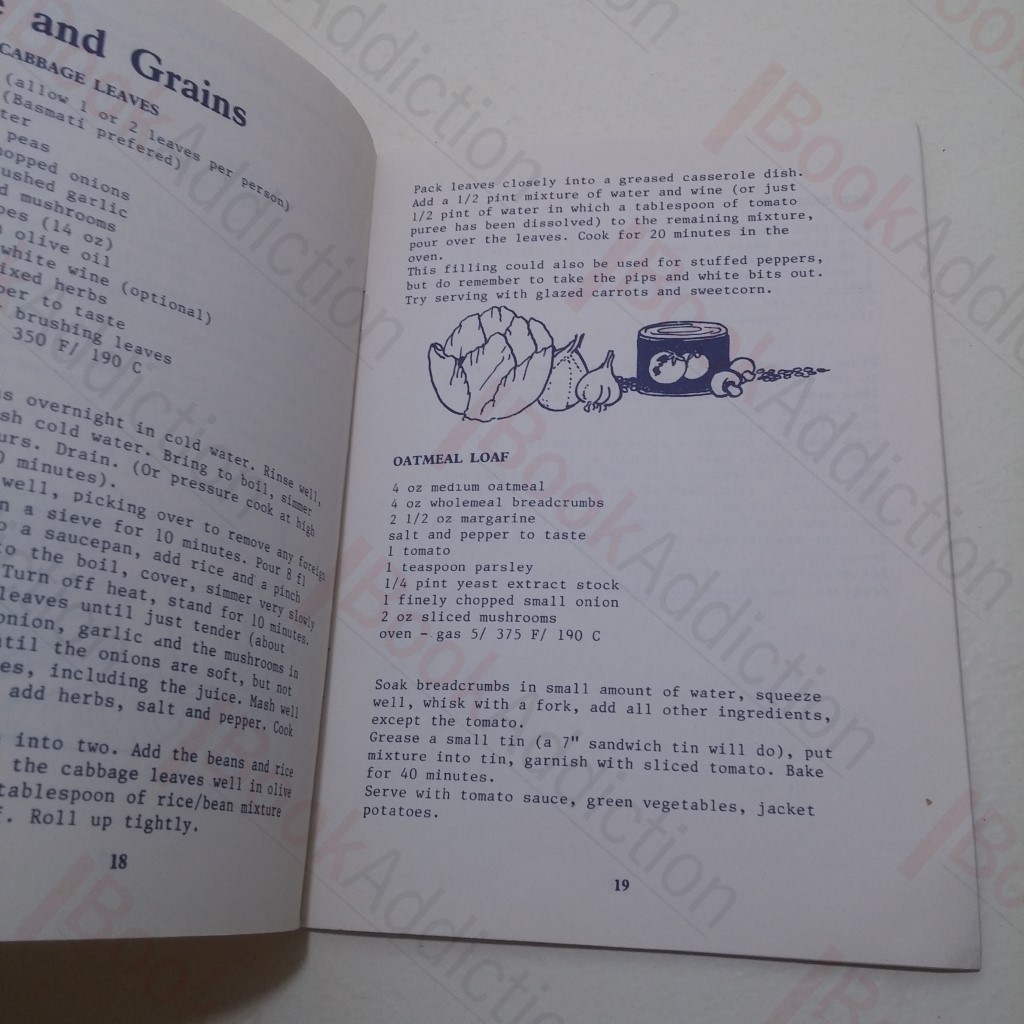 and Grains
CABBAGE LEAVES
(allow 1 or 2 leaves per person)
(Basmati prefered)
peas
onions
garlic
mushrooms
(14 oz)
olive oil
white wine (optional)
herbs
to taste
brushing leaves
350 F/ 190 C
overnight in cold water. Rinse well,
cold water. Bring to boil, simmer
Drain. (Or pressure cook at high
minutes).
well, picking over to remove any foreign
a sieve for 10 minutes. Pour 8 fl
a saucepan, add rice and a pinch
to the boil, cover, simmer very slowly
Turn off heat, stand for 10 minutes.
leaves until just tender (about
onion, garlic and the mushrooms in
until the onions are soft, but not
including the juice. Mash well
add herbs, salt and pepper. Cook
into two. Add the beans and rice
the cabbage leaves well in olive
tablespoon of rice/bean mixture
Roll up tightly.
18
Pack leaves closely into a greased casserole dish.
Add a 1/2 pint mixture of water and wine (or just
1/2 pint of water in which a tablespoon of tomato
puree has been dissolved) to the remaining mixture,
pour over the leaves. Cook for 20 minutes in the
oven.
This filling could also be used for stuffed peppers,
but do remember to take the pips and white bits out.
Try serving with glazed carrots and sweetcorn.
OATMEAL LOAF
4 oz medium oatmeal
4 oz wholemeal breadcrumbs
2 1/2 oz margarine
salt and pepper to taste
1 tomato
1 teaspoon parsley
1/4 pint yeast extract stock
1 finely chopped small onion
2 oz sliced mushrooms
oven - gas 5/ 375 F/ 190 C
Soak breadcrumbs in small amount of water, squeeze
well, whisk with a fork, add all other ingredients,
except the tomato.
Grease a small tin (a 7" sandwich tin will do), put
mixture into tin, garnish with sliced tomato. Bake
for 40 minutes.
Serve with tomato sauce, green vegetables, jacket
potatoes.
19
BookAddiction